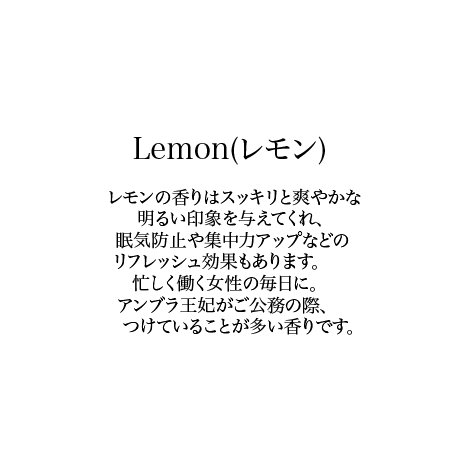 Lemon(レモン)
レモンの香りはスッキリと爽やかな
明るい印象を与えてくれ、
眠気防止や集中力アップなどの
リフレッシュ効果もあります。
忙しく働く女性の毎日に。
アンブラ王妃がご公務の際、
つけていることが多い香りです。